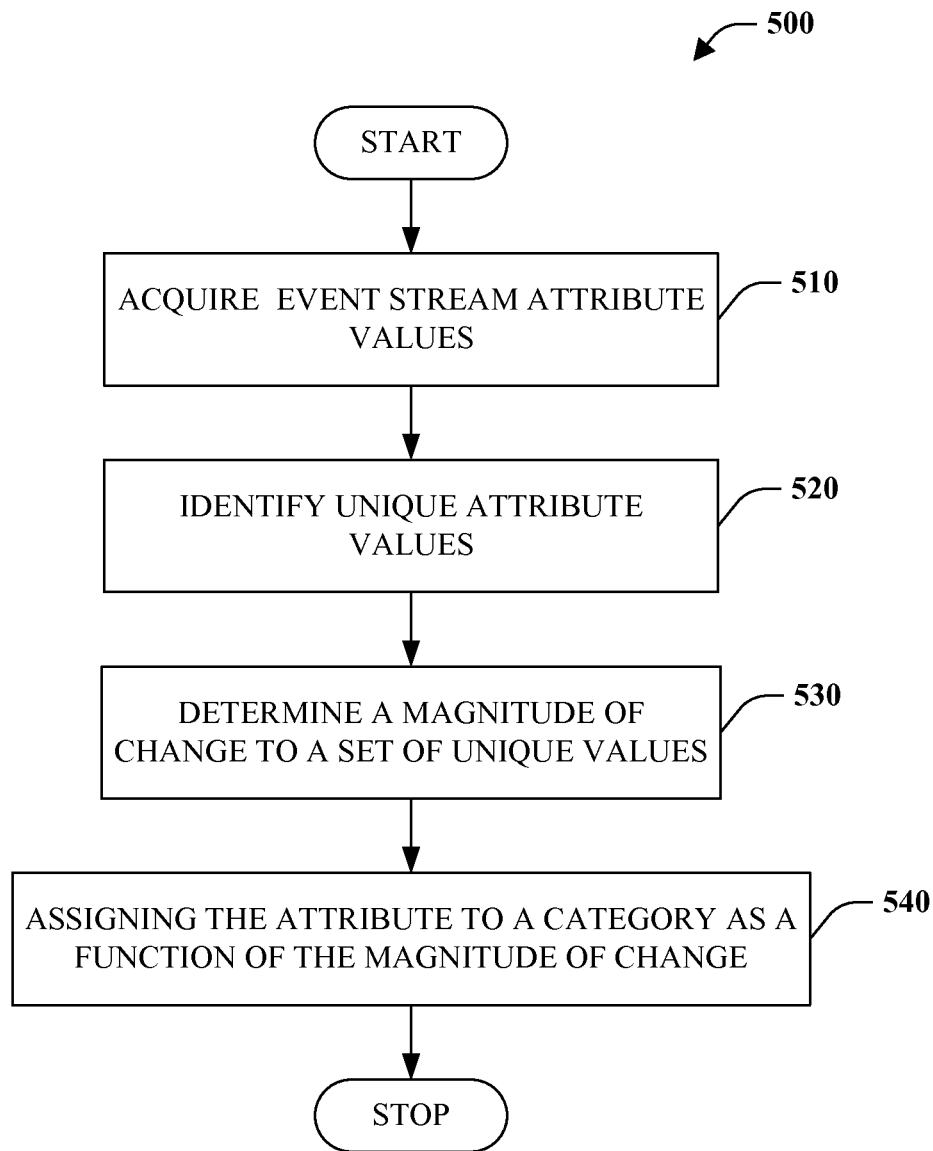 500
START
ACQUIRE EVENT STREAM ATTRIBUTE
VALUES
510
IDENTIFY UNIQUE ATTRIBUTE
VALUES
520
DETERMINE A MAGNITUDE OF
CHANGE TO A SET OF UNIQUE VALUES
530
ASSIGNING THE ATTRIBUTE TO A CATEGORY AS A
FUNCTION OF THE MAGNITUDE OF CHANGE
540
STOP